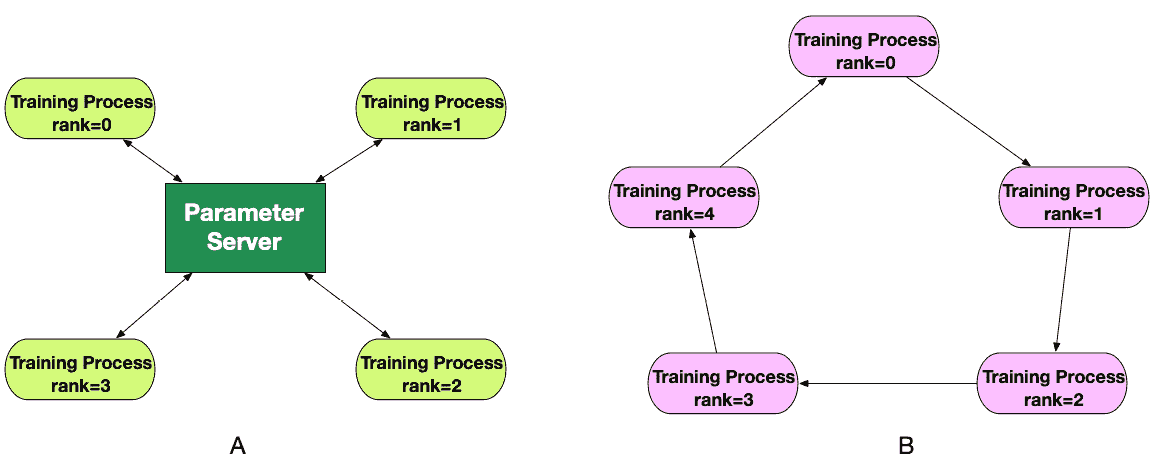 Training Process
rank=0
Training Process
rank=1
Parameter
Server
Training Process
rank=3
Training Process
rank=2
A
Training Process
rank=0
Training Process
rank=4
Training Process
rank=1
Training Process
rank=3
Training Process
rank=2
B